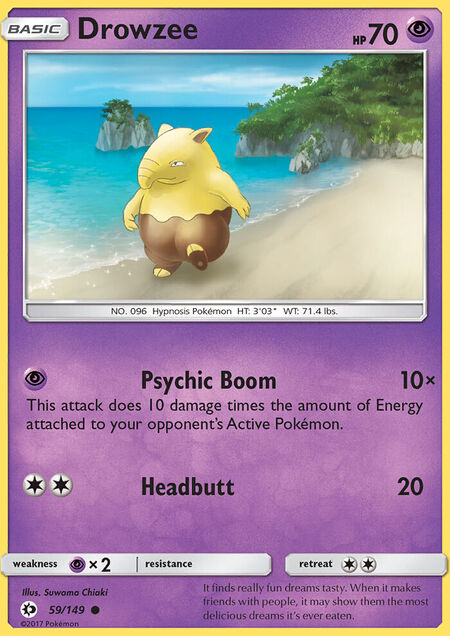 BASIC Drowzee HP 70
NO. 096 Hypnosis Pokémon HT: 3'03" WT: 71.4 lbs.
Psychic Boom 10×
This attack does 10 damage times the amount of Energy
attached to your opponent's Active Pokémon.
Headbutt 20
weakness ×2 resistance retreat
Illus. Suwama Chiaki
59/149
©2017 Pokémon
It finds really fun dreams tasty. When it makes
friends with people, it may show them the most
delicious dreams it's ever eaten.